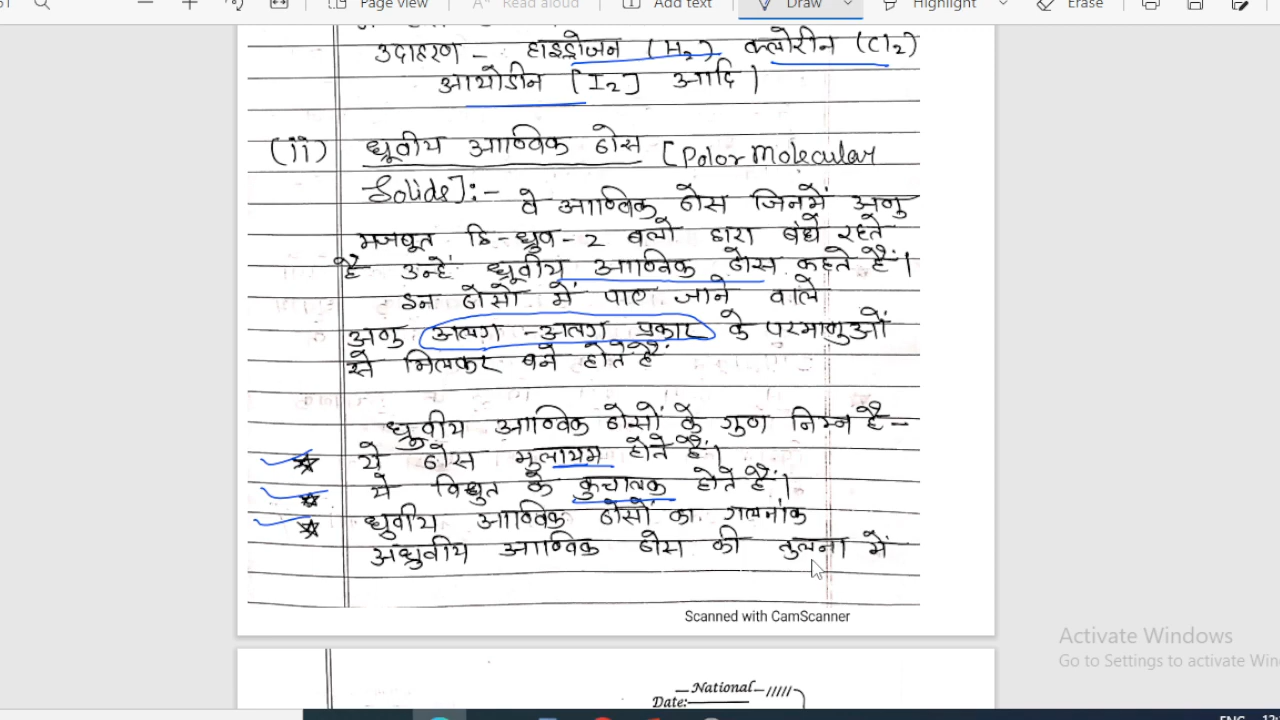 Page view
Read aloud
Add text
Draw
Highlight
Erase
उदाहरण - हाइड्रोजन (H₂) क्लोरीन (Cl₂)
आयोडीन [I₂] आदि |
(ii) ध्रूवीय आण्विक ठोस [Polar Molecular
Solids]:- वे आण्विक ठोस जिनमें अणु
मजबूत द्वि-ध्रुव-2 बलो द्वारा बंधे रहते
है उन्हें ध्रूवीय आण्विक ठोस कहते हैं|
इन ठोसो में पाए जाने वाले
अणु अलग-अलग प्रकार के परमाणुओं
से मिलकर बने होते हैं
ध्रुवीय आण्विक ठोसों के गुण निम्न है-
ये ठोस मुलायम होते हैं|
ये विधुत के कुचालक होते हैं|
ध्रुवीय आण्विक ठोसों का गलनांक
अध्रुवीय आण्विक ठोस की तुलना में
Scanned with CamScanner
Activate Windows
Go to Settings to activate Win
National
Date:
ENG